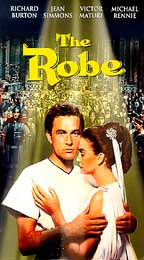 RICHARD BURTON JEAN SIMMONS VICTOR MATURE MICHAEL RENNIE
The
Robe